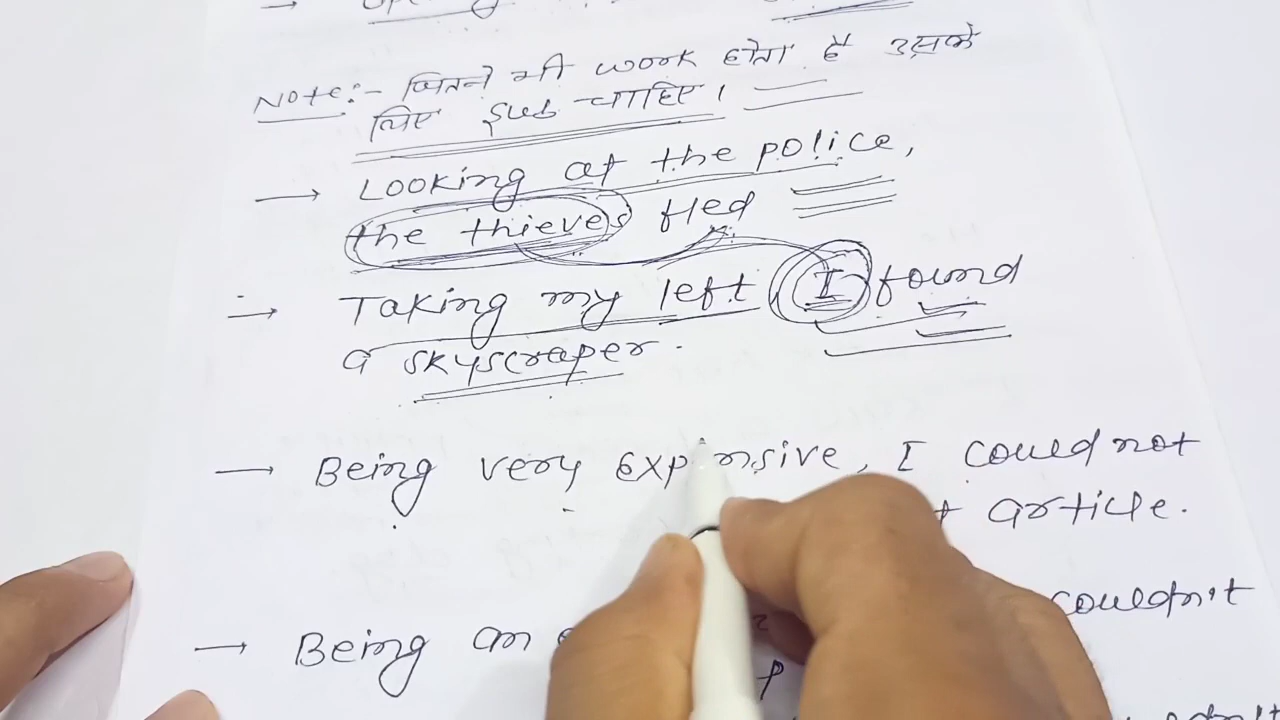 Note:- जितने भी work होता है उसके
लिए sub चाहिए।
→ Looking at the police,
the thieves fled
→ Taking my left I found
a skyscraper.
→ Being very expensive, I could not
article.
couldn't
→ Being an